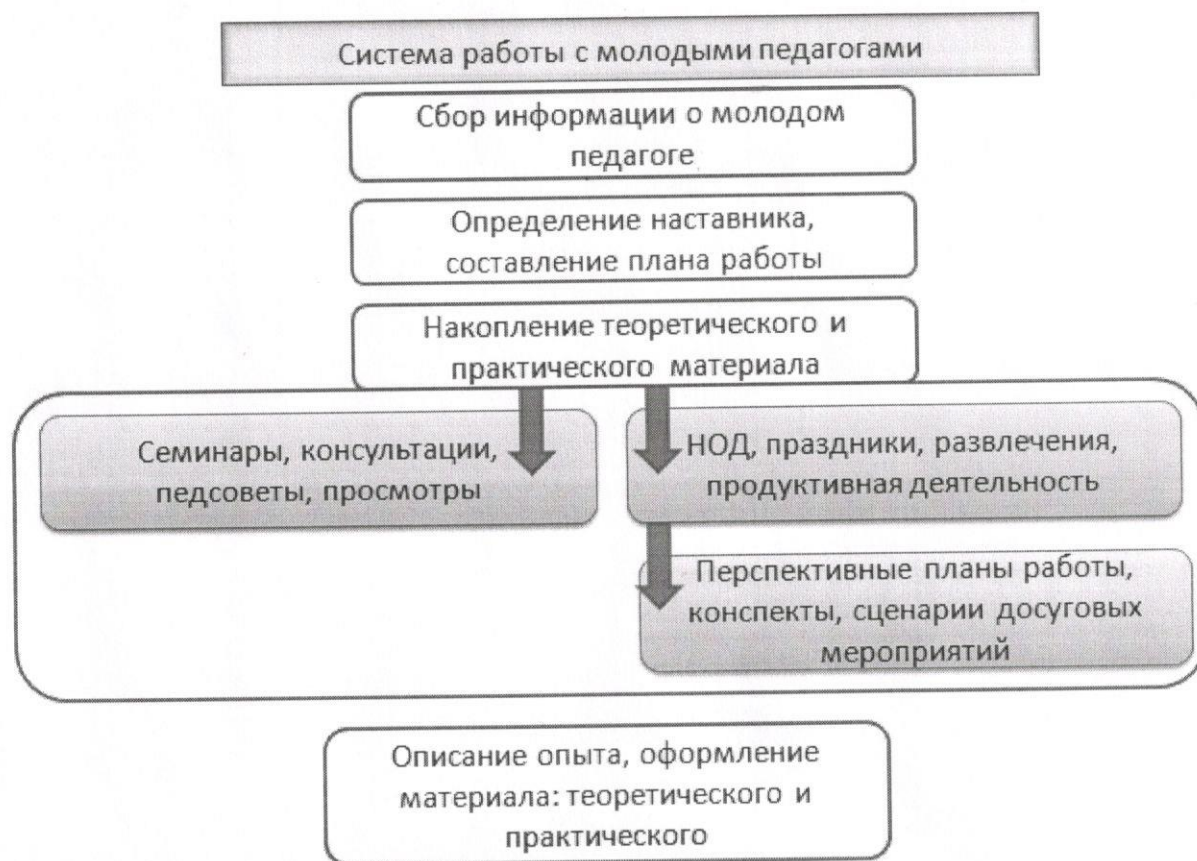 Система работы с молодыми педагогами
Сбор информации о молодом
педагоге
Определение наставника,
составление плана работы
Накопление теоретического и
практического материала
Семинары, консультации,
педсоветы, просмотры
НОД, праздники, развлечения,
продуктивная деятельность
Перспективные планы работы,
конспекты, сценарии досуговых
мероприятий
Описание опыта, оформление
материала: теоретического и
практического